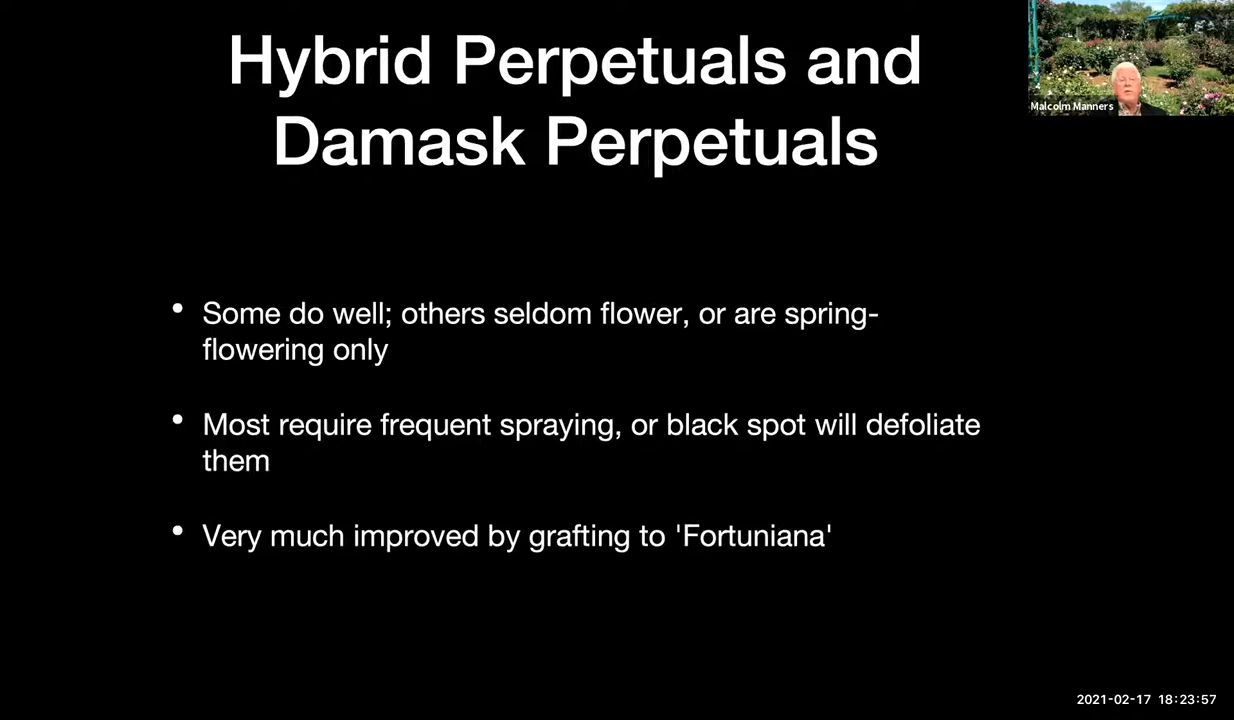 Hybrid Perpetuals and
Damask Perpetuals
Malcolm Manners
• Some do well; others seldom flower, or are spring-
flowering only
• Most require frequent spraying, or black spot will defoliate
them
• Very much improved by grafting to 'Fortuniana'
2021-02-17 18:23:57